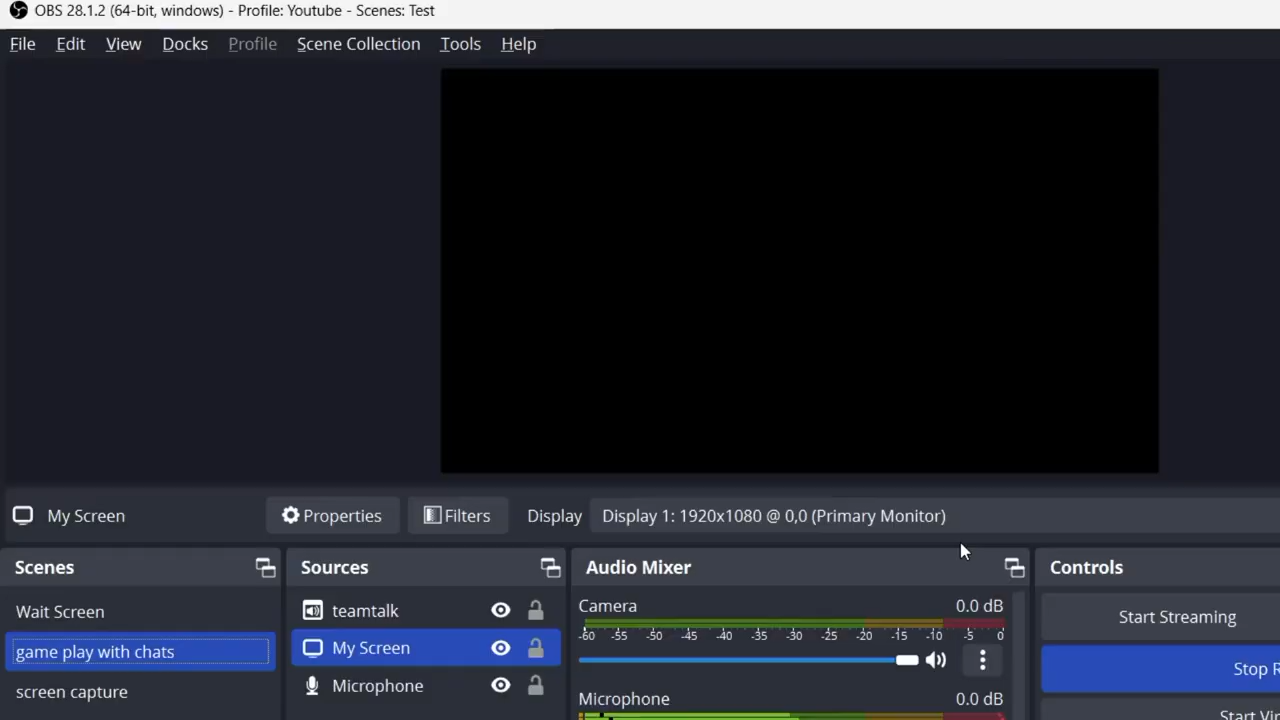 OBS 28.1.2 (64-bit, windows) - Profile: Youtube - Scenes: Test
File Edit View Docks Profile Scene Collection Tools Help
My Screen Properties Filters Display Display 1: 1920x1080 @ 0,0 (Primary Monitor)
Scenes
Wait Screen
game play with chats
screen capture
Sources
teamtalk
My Screen
Microphone
Audio Mixer
Camera 0.0 dB
-60 -55 -50 -45 -40 -35 -30 -25 -20 -15 -10 -5 0
Microphone 0.0 dB
Controls
Start Streaming
Stop R
Start Vi